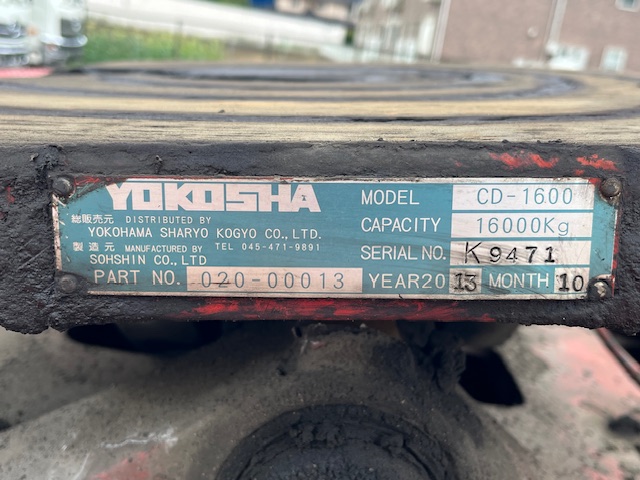 YOKOSHA
総販売元 DISTRIBUTED BY
YOKOHAMA SHARYO KOGYO CO.,LTD.
製造元 MANUFACTURED BY TEL 045-471-9891
SOHSHIN CO.,LTD
PART NO. 020-00013
MODEL CD-1600
CAPACITY 16000Kg
SERIAL NO. K9471
YEAR20 13 MONTH 10